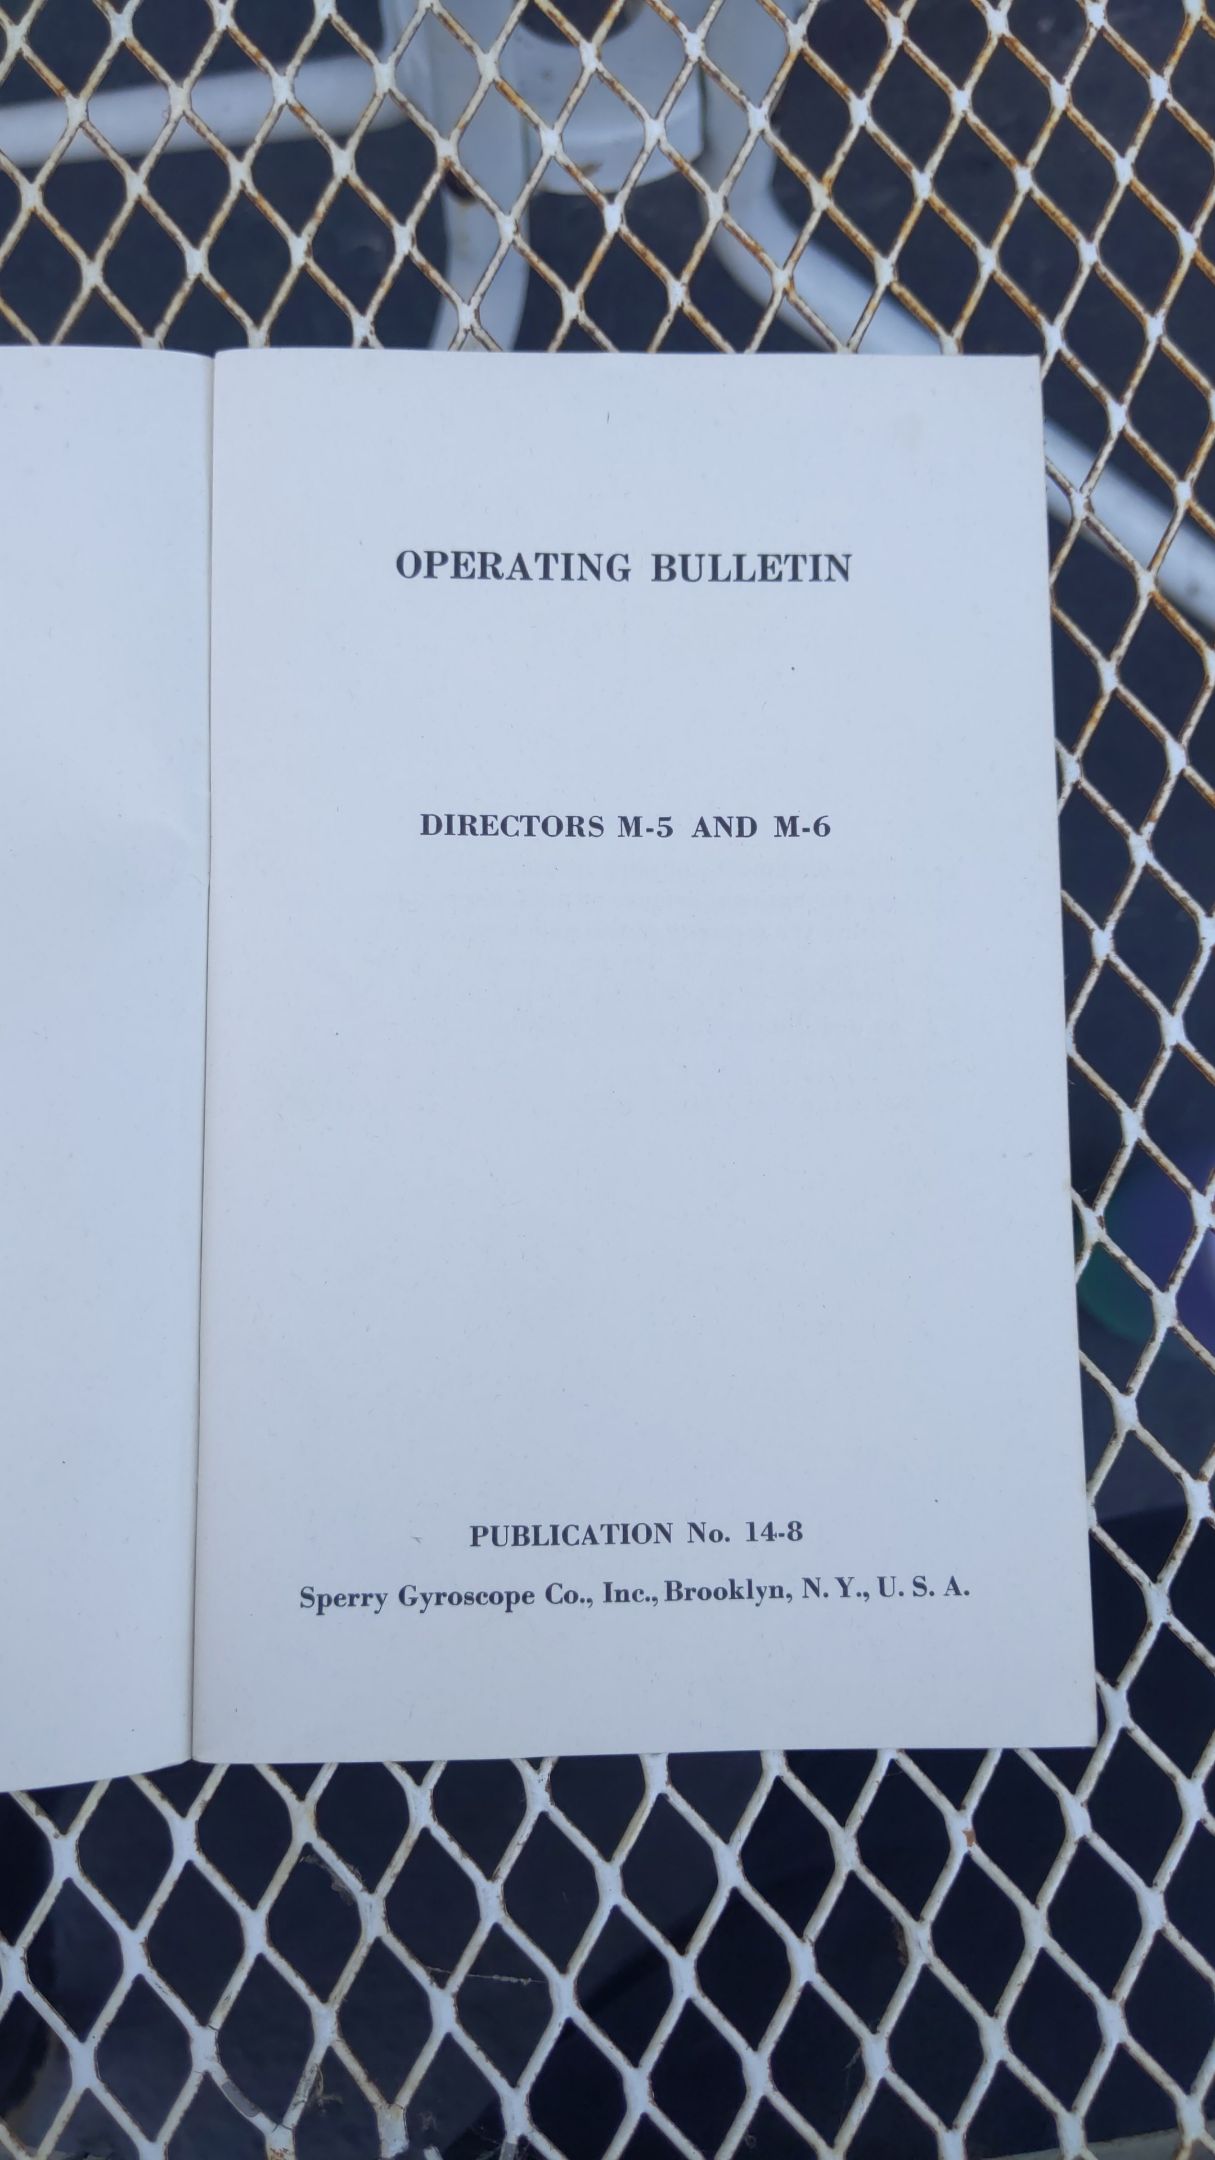 OPERATING BULLETIN
DIRECTORS M-5 AND M-6
PUBLICATION No. 14-8
Sperry Gyroscope Co., Inc., Brooklyn, N. Y., U. S. A.